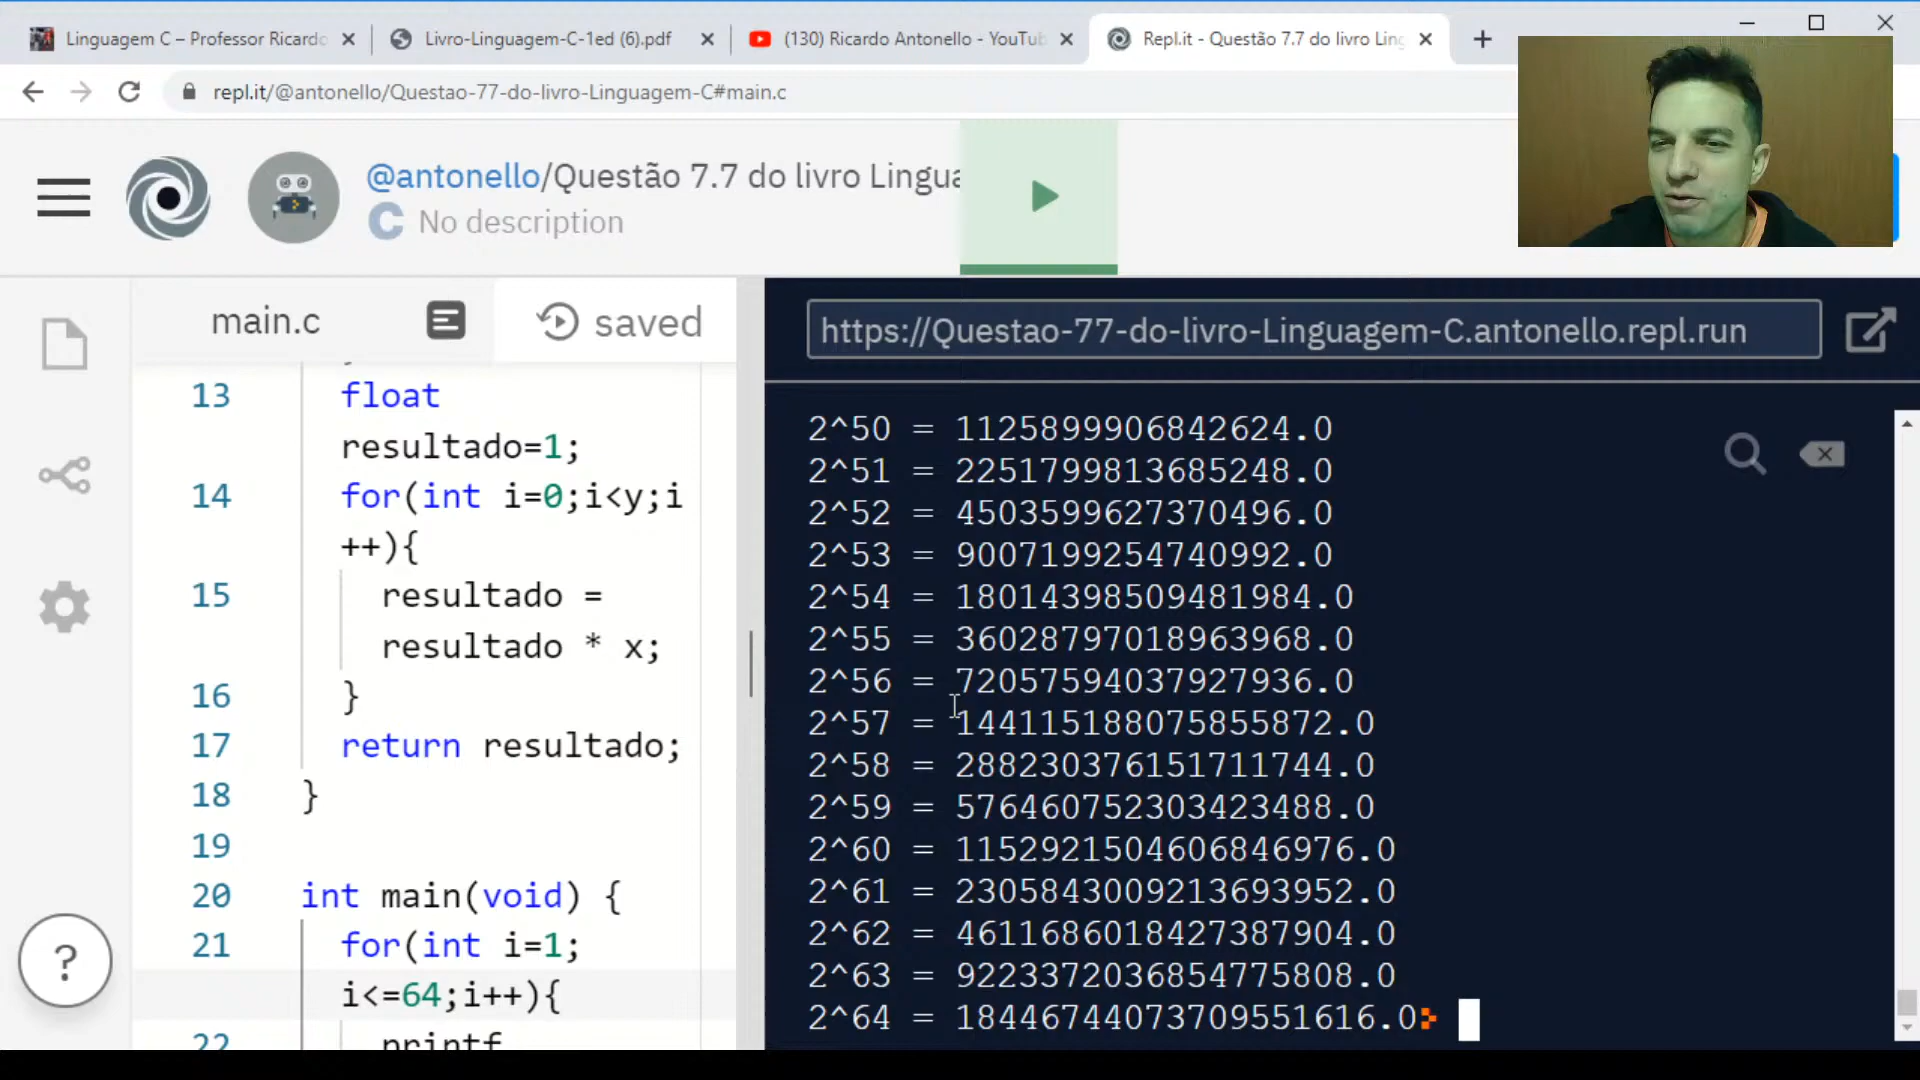 Linguagem C – Professor Ricardo
Livro-Linguagem-C-1ed (6).pdf
(130) Ricardo Antonello - YouTu
Repl.it - Questão 7.7 do livro Ling
repl.it/@antonello/Questao-77-do-livro-Linguagem-C#main.c
@antonello/Questão 7.7 do livro Lingua
C No description
main.c
saved
https://Questao-77-do-livro-Linguagem-C.antonello.repl.run
13 float
resultado=1;
14 for(int i=0;i<y;i
++){
15 resultado =
resultado * x;
16 }
17 return resultado;
18 }
19
20 int main(void) {
21 for(int i=1;
i<=64;i++){
22 printf
?
2^50 = 1125899906842624.0
2^51 = 2251799813685248.0
2^52 = 4503599627370496.0
2^53 = 9007199254740992.0
2^54 = 18014398509481984.0
2^55 = 36028797018963968.0
2^56 = 72057594037927936.0
2^57 = 144115188075855872.0
2^58 = 288230376151711744.0
2^59 = 576460752303423488.0
2^60 = 1152921504606846976.0
2^61 = 2305843009213693952.0
2^62 = 4611686018427387904.0
2^63 = 9223372036854775808.0
2^64 = 18446744073709551616.0